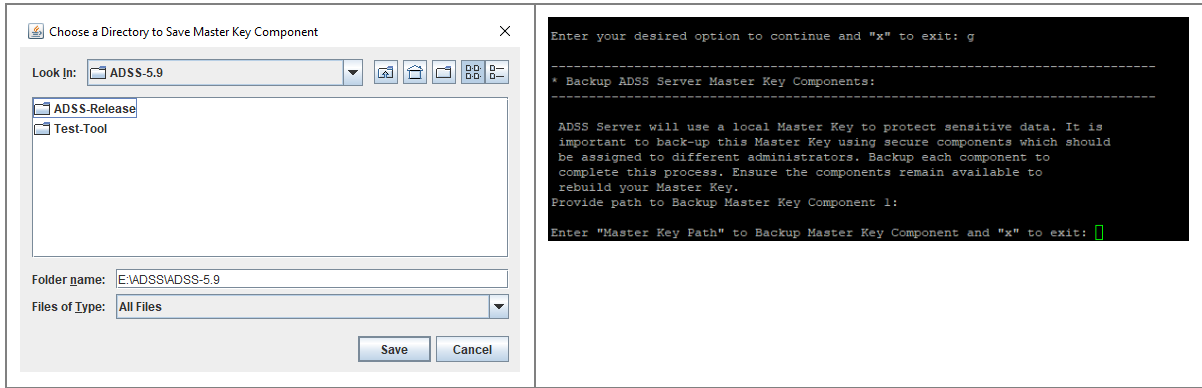 Choose a Directory to Save Master Key Component
Look In: ADSS-5.9
ADSS-Release
Test-Tool
Folder name: E:\ADSS\ADSS-5.9
Files of Type: All Files
Save Cancel
Enter your desired option to continue and "x" to exit: g
--------------------------------------------------------------------------------
* Backup ADSS Server Master Key Components:
--------------------------------------------------------------------------------
ADSS Server will use a local Master Key to protect sensitive data. It is
important to back-up this Master Key using secure components which should
be assigned to different administrators. Backup each component to
complete this process. Ensure the components remain available to
rebuild your Master Key.
Provide path to Backup Master Key Component 1:
Enter "Master Key Path" to Backup Master Key Component and "x" to exit: